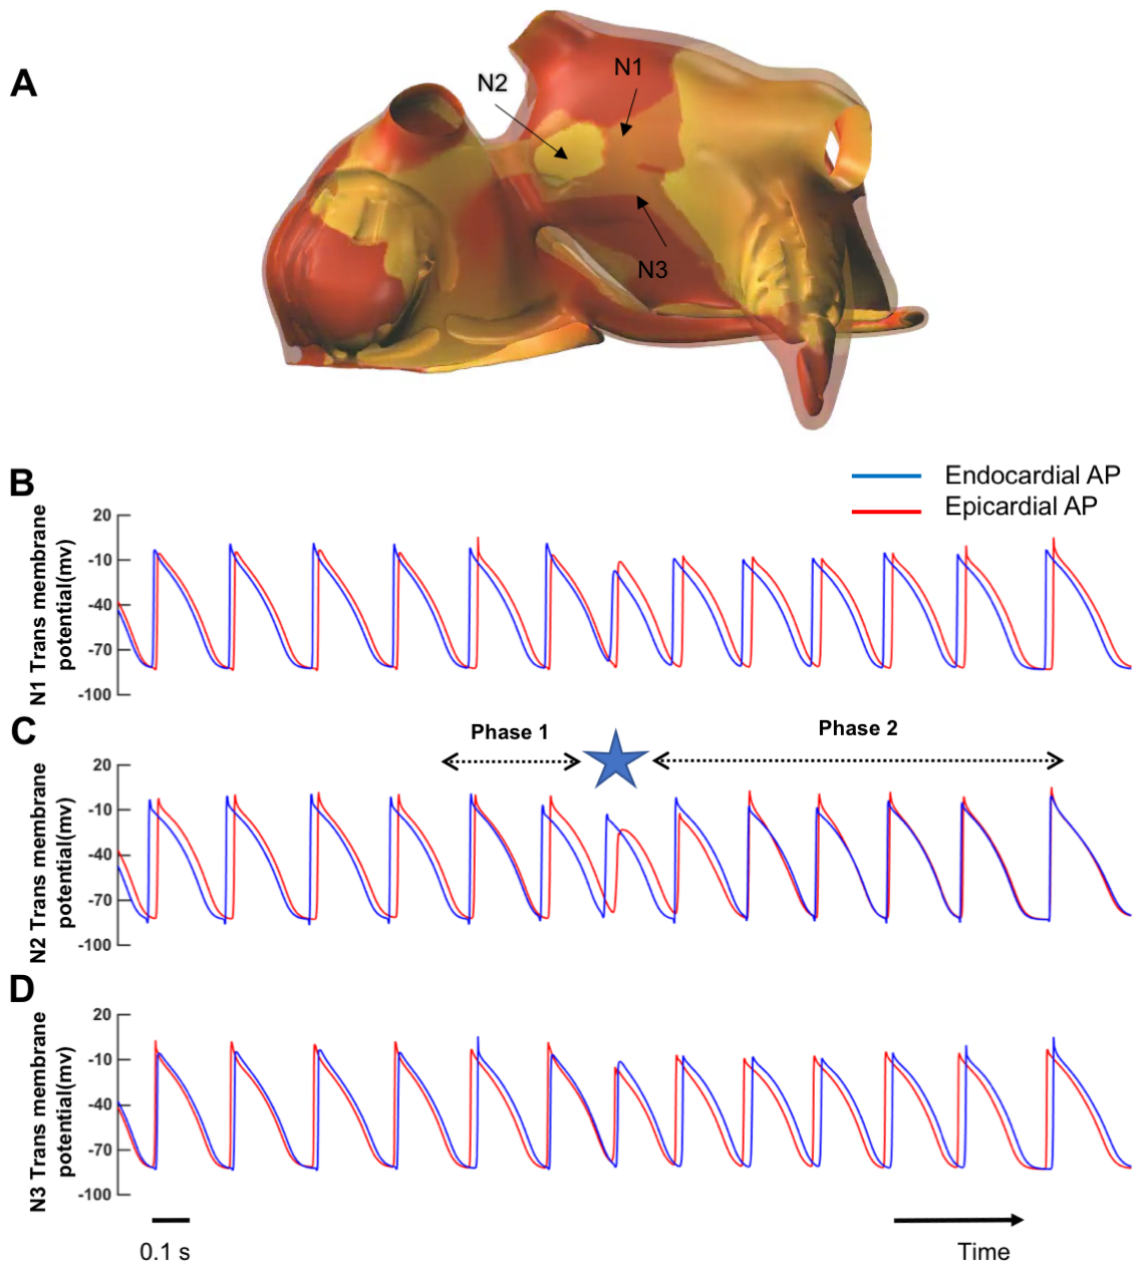 A
N1
N2
N3
B
Endocardial AP
Epicardial AP
N1 Trans membrane
potential(mv)
20
-10
-40
-70
-100
C
Phase 1
Phase 2
N2 Trans membrane
potential(mv)
20
-10
-40
-70
-100
D
N3 Trans membrane
potential(mv)
20
-10
-40
-70
-100
0.1 s
Time